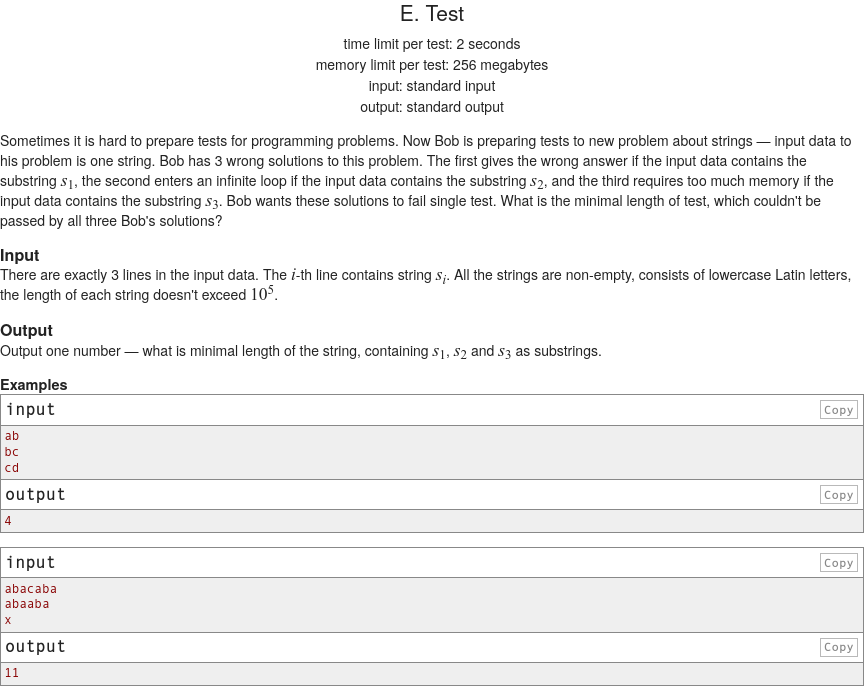 E. Test
time limit per test: 2 seconds
memory limit per test: 256 megabytes
input: standard input
output: standard output
Sometimes it is hard to prepare tests for programming problems. Now Bob is preparing tests to new problem about strings — input data to
his problem is one string. Bob has 3 wrong solutions to this problem. The first gives the wrong answer if the input data contains the
substring s1, the second enters an infinite loop if the input data contains the substring s2, and the third requires too much memory if the
input data contains the substring s3. Bob wants these solutions to fail single test. What is the minimal length of test, which couldn't be
passed by all three Bob's solutions?
Input
There are exactly 3 lines in the input data. The i-th line contains string si. All the strings are non-empty, consists of lowercase Latin letters,
the length of each string doesn't exceed 10^5.
Output
Output one number — what is minimal length of the string, containing s1, s2 and s3 as substrings.
Examples
input Copy
ab
bc
cd
output Copy
4
input Copy
abacaba
abaaba
x
output Copy
11